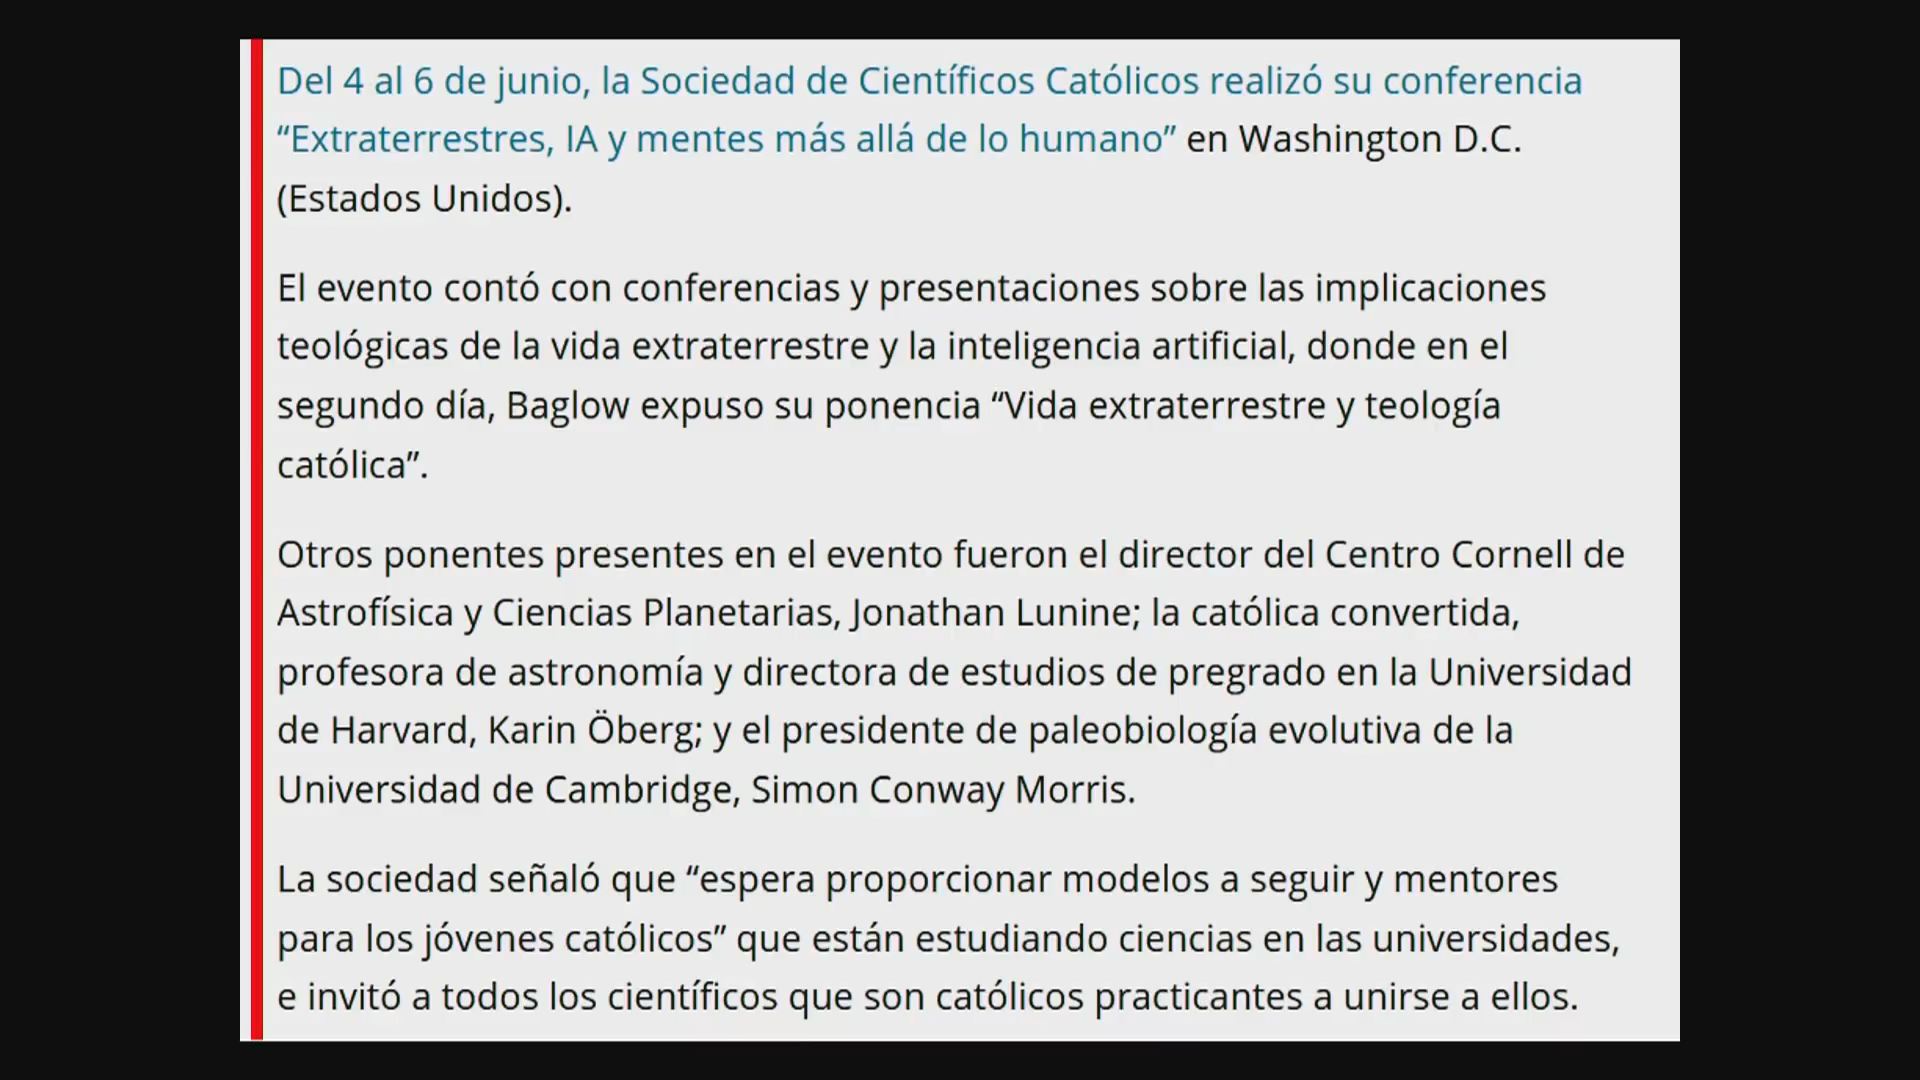 Del 4 al 6 de junio, la Sociedad de Científicos Católicos realizó su conferencia
“Extraterrestres, IA y mentes más allá de lo humano” en Washington D.C.
(Estados Unidos).
El evento contó con conferencias y presentaciones sobre las implicaciones
teológicas de la vida extraterrestre y la inteligencia artificial, donde en el
segundo día, Baglow expuso su ponencia “Vida extraterrestre y teología
católica”.
Otros ponentes presentes en el evento fueron el director del Centro Cornell de
Astrofísica y Ciencias Planetarias, Jonathan Lunine; la católica convertida,
profesora de astronomía y directora de estudios de pregrado en la Universidad
de Harvard, Karin Öberg; y el presidente de paleobiología evolutiva de la
Universidad de Cambridge, Simon Conway Morris.
La sociedad señaló que “espera proporcionar modelos a seguir y mentores
para los jóvenes católicos” que están estudiando ciencias en las universidades,
e invitó a todos los científicos que son católicos practicantes a unirse a ellos.